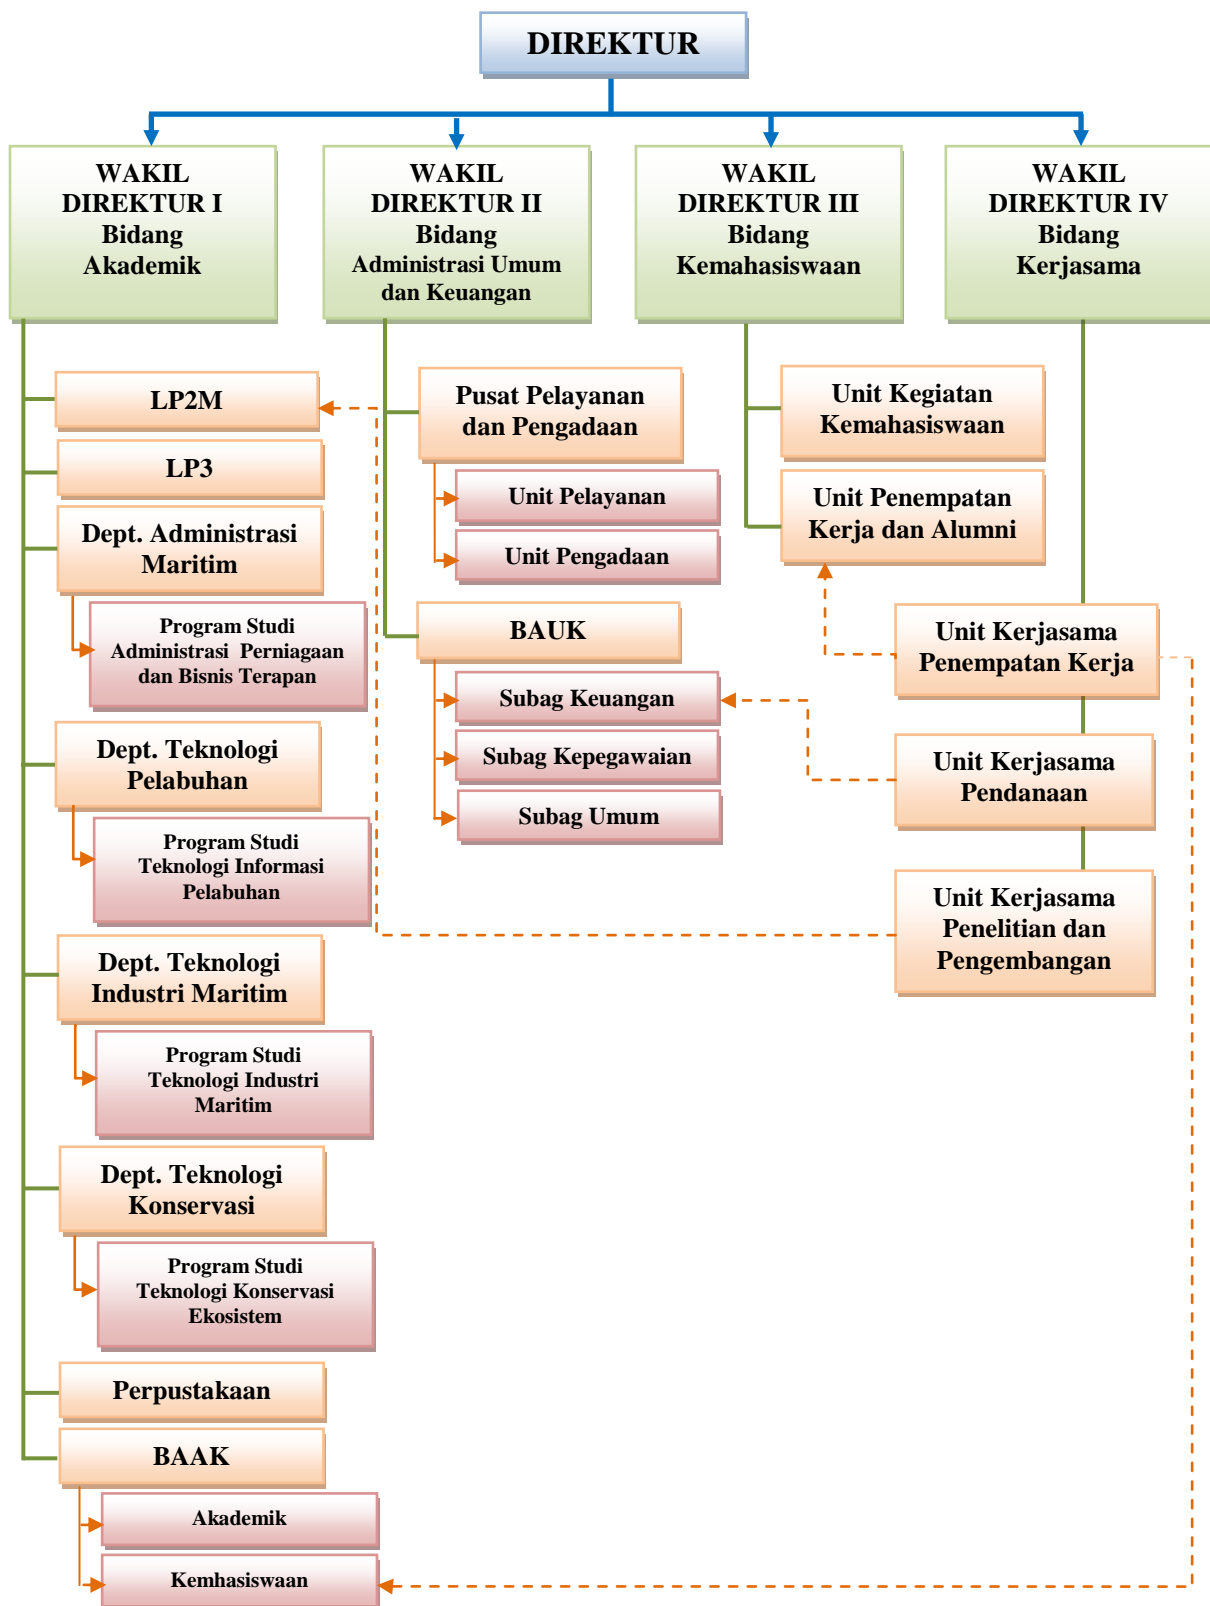 DIREKTUR
WAKIL
DIREKTUR I
Bidang
Akademik
WAKIL
DIREKTUR II
Bidang
Administrasi Umum
dan Keuangan
WAKIL
DIREKTUR III
Bidang
Kemahasiswaan
WAKIL
DIREKTUR IV
Bidang
Kerjasama
LP2M
LP3
Dept. Administrasi
Maritim
Program Studi
Administrasi Perniagaan
dan Bisnis Terapan
Dept. Teknologi
Pelabuhan
Program Studi
Teknologi Informasi
Pelabuhan
Dept. Teknologi
Industri Maritim
Program Studi
Teknologi Industri
Maritim
Dept. Teknologi
Konservasi
Program Studi
Teknologi Konservasi
Ekosistem
Perpustakaan
BAAK
Akademik
Kemhasiswaan
Pusat Pelayanan
dan Pengadaan
Unit Pelayanan
Unit Pengadaan
BAUK
Subag Keuangan
Subag Kepegawaian
Subag Umum
Unit Kegiatan
Kemahasiswaan
Unit Penempatan
Kerja dan Alumni
Unit Kerjasama
Penempatan Kerja
Unit Kerjasama
Pendanaan
Unit Kerjasama
Penelitian dan
Pengembangan